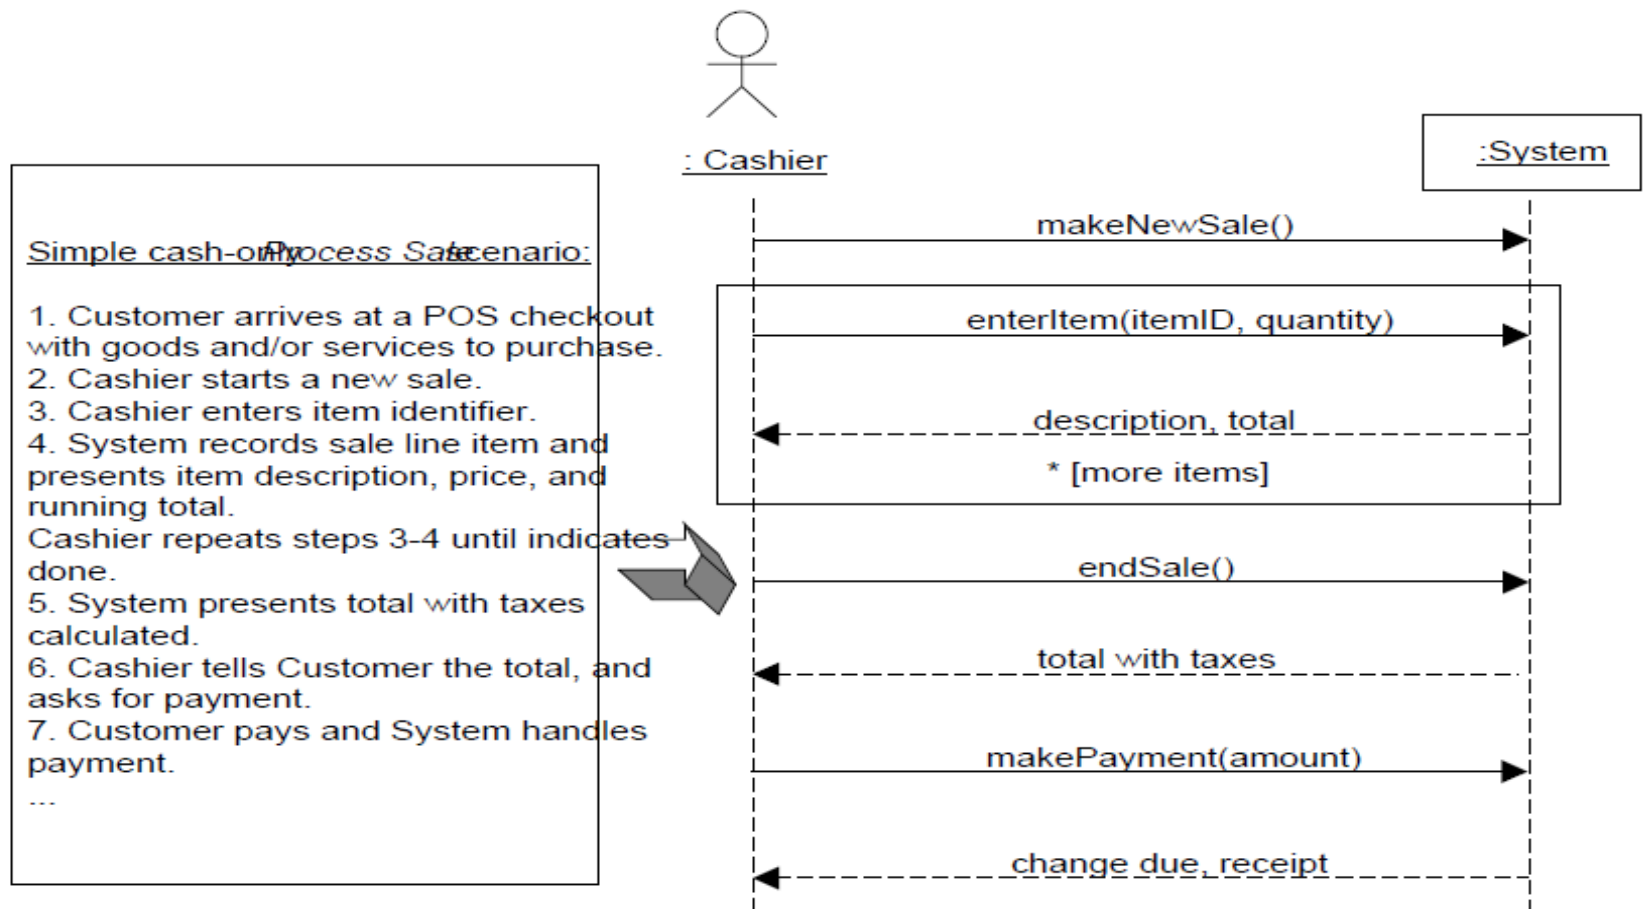 Simple cash-only Process Sale scenario:
1. Customer arrives at a POS checkout
with goods and/or services to purchase.
2. Cashier starts a new sale.
3. Cashier enters item identifier.
4. System records sale line item and
presents item description, price, and
running total.
Cashier repeats steps 3-4 until indicates
done.
5. System presents total with taxes
calculated.
6. Cashier tells Customer the total, and
asks for payment.
7. Customer pays and System handles
payment.
...
: Cashier
:System
makeNewSale()
enterItem(itemID, quantity)
description, total
* [more items]
endSale()
total with taxes
makePayment(amount)
change due, receipt